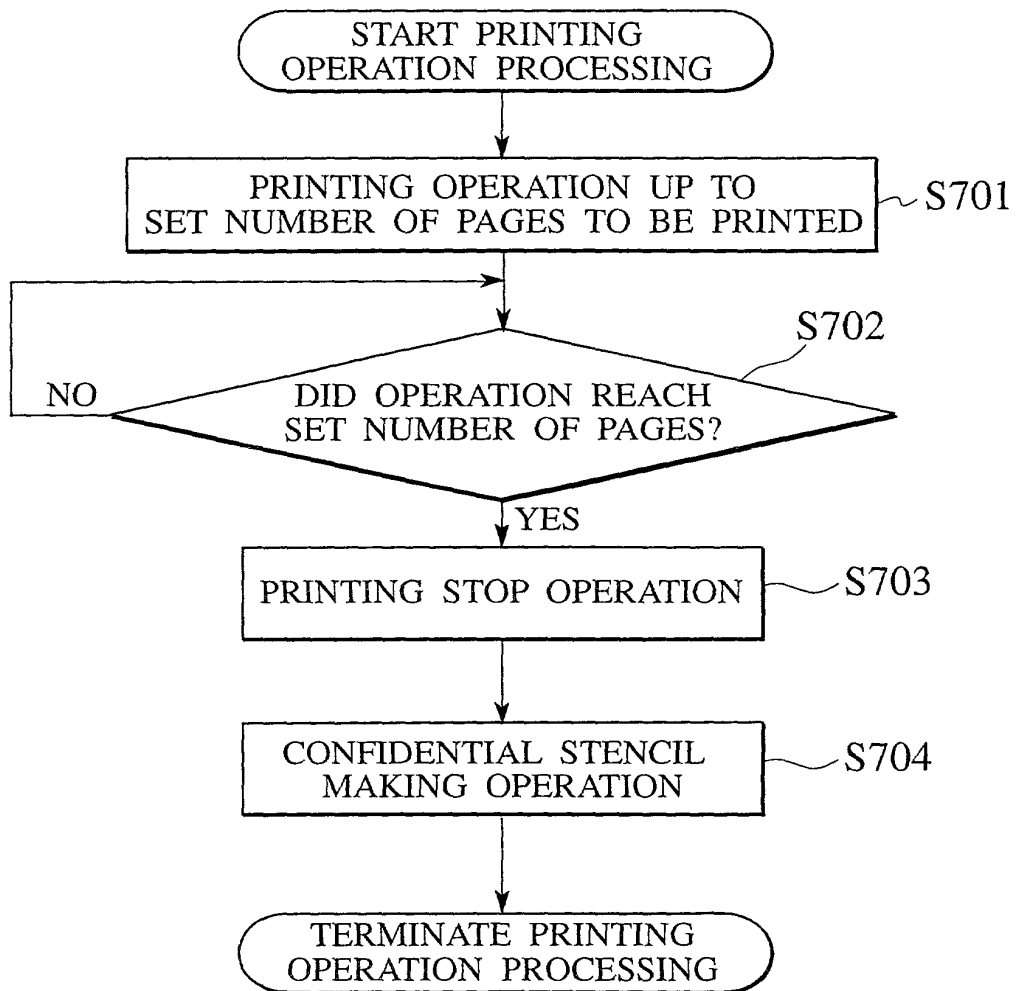 START PRINTING
OPERATION PROCESSING
PRINTING OPERATION UP TO
SET NUMBER OF PAGES TO BE PRINTED
S701
S702
DID OPERATION REACH
SET NUMBER OF PAGES?
NO
YES
PRINTING STOP OPERATION
S703
CONFIDENTIAL STENCIL
MAKING OPERATION
S704
TERMINATE PRINTING
OPERATION PROCESSING